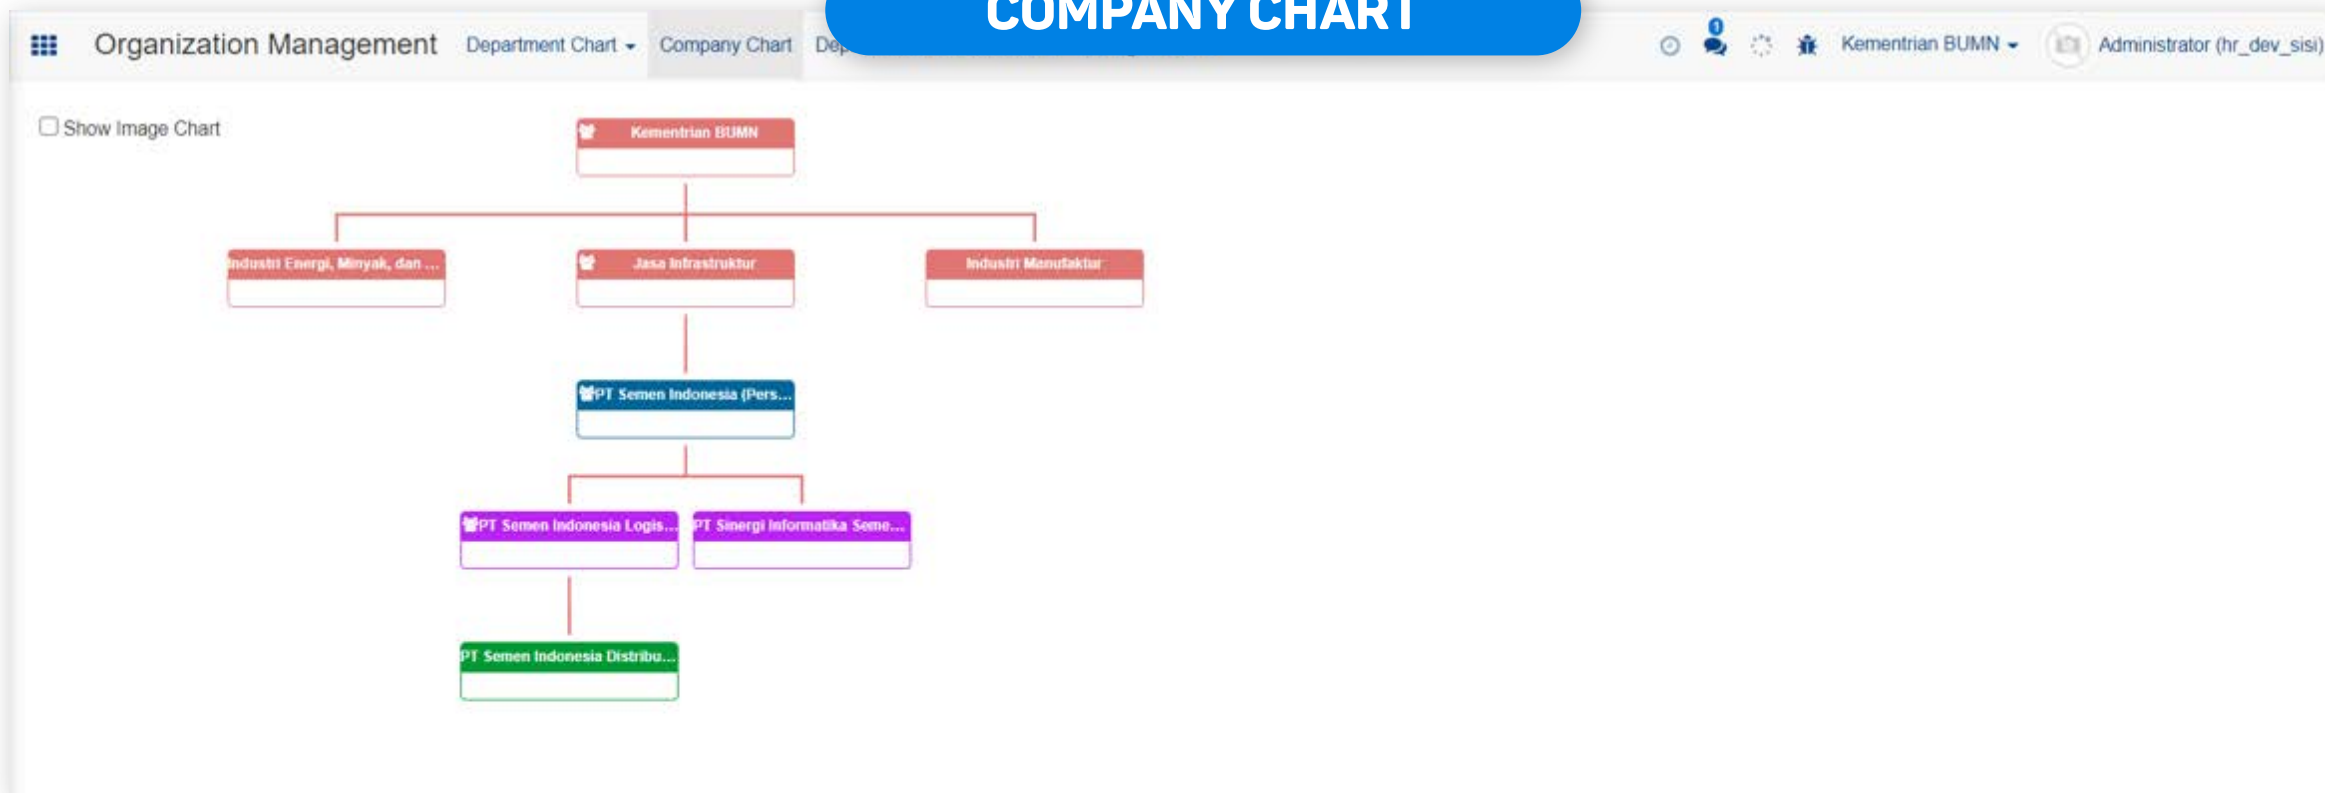 COMPANY CHART
Organization Management Department Chart Company Chart Kementrian BUMN Administrator (hr_dev_sisi)
1
Show Image Chart
Kementrian BUMN
Industri Energi, Minyak, dan ...
Jasa Infrastruktur
Industri Manufaktur
PT Semen Indonesia (Pers...
PT Semen Indonesia Logis...
PT Sinergi Informatika Seme...
PT Semen Indonesia Distribu...